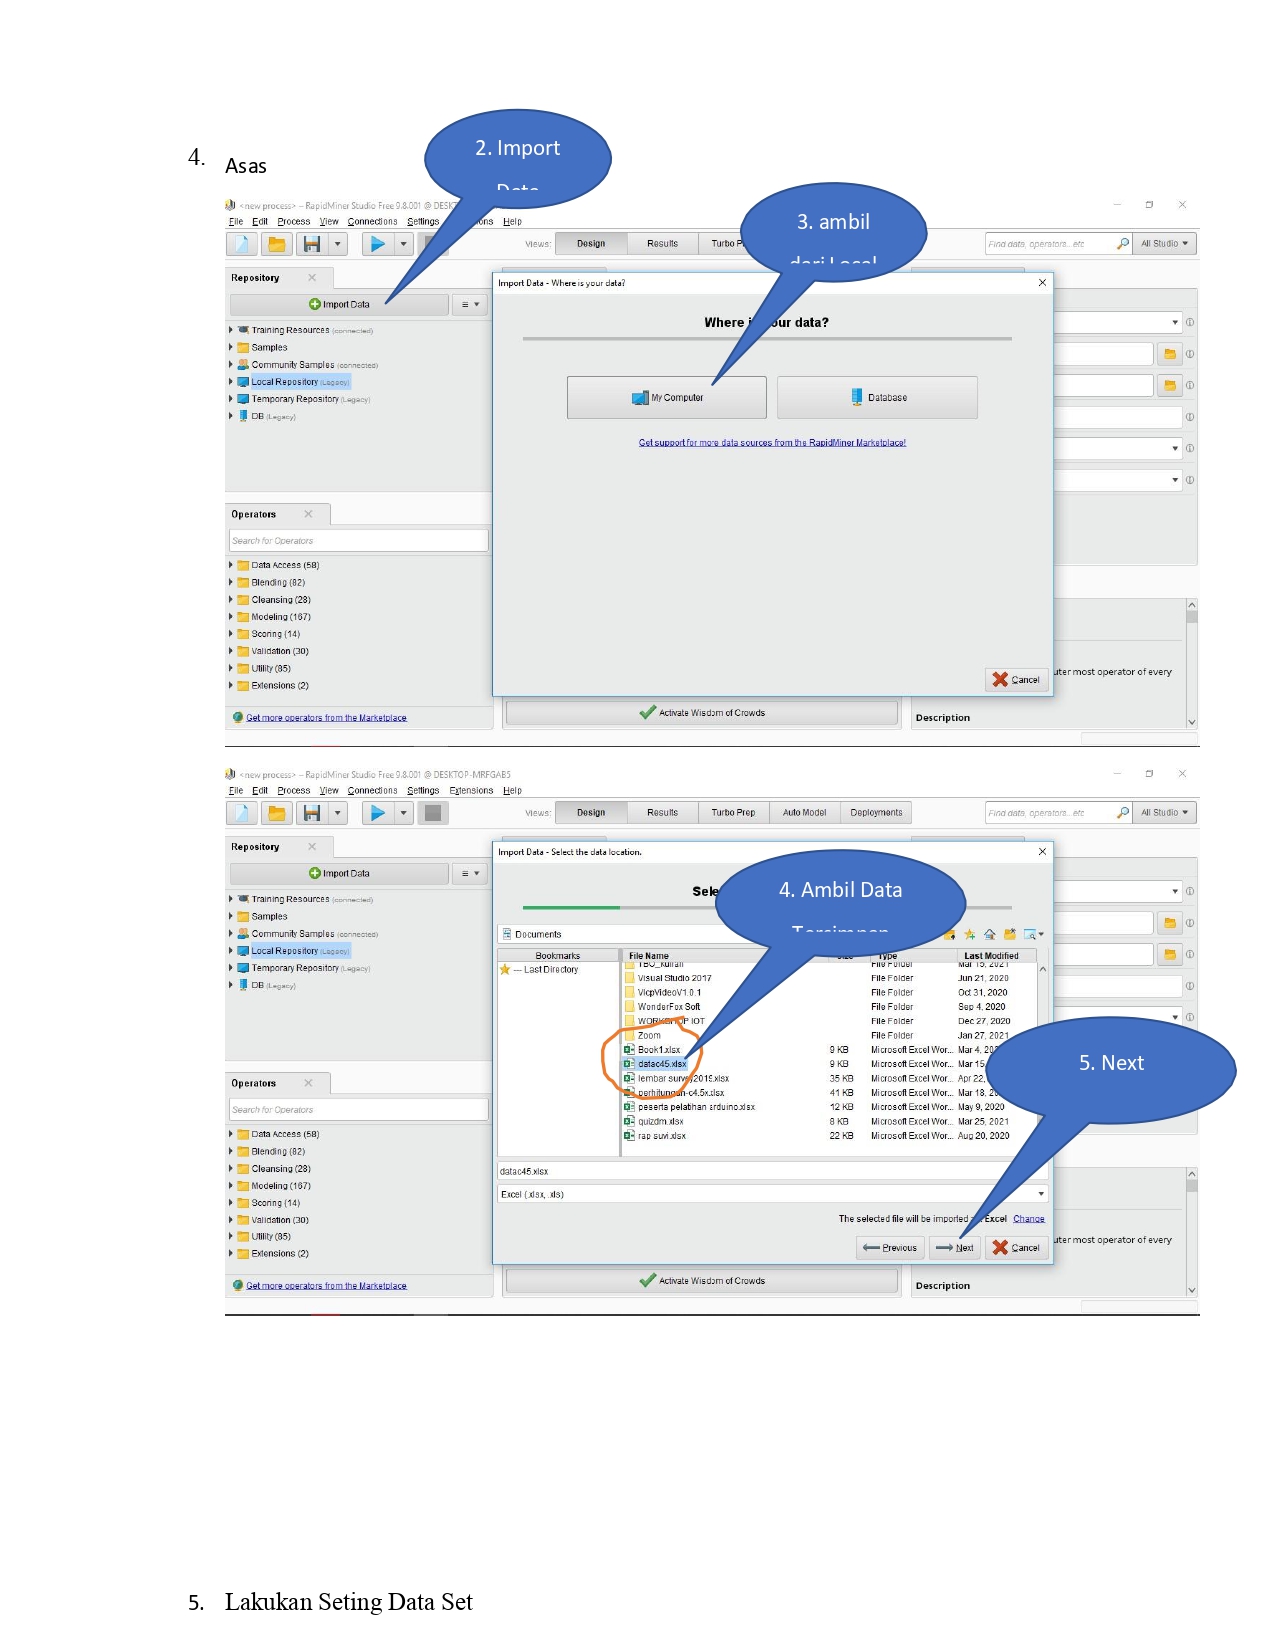 4. Asas
2. Import
Data
<new process> – RapidMiner Studio Free 9.8.001 @
File Edit Process View Connections Settings Help
3. ambil
dari Local
Views: Design Results Turbo
Find data, operators...etc All Studio
Repository
Import Data
Training Resources (connected)
Samples
Community Samples (connected)
Local Repository (Legacy)
Temporary Repository (Legacy)
DB (Legacy)
Import Data - Where is your data?
Where your data?
My Computer Database
Get support for more data sources from the RapidMiner Marketplace!
Cancel
Operators
Search for Operators
Data Access (58)
Blending (82)
Cleansing (28)
Modeling (167)
Scoring (14)
Validation (30)
Utility (85)
Extensions (2)
Get more operators from the Marketplace
Activate Wisdom of Crowds
most operator of every
Description
<new process> – RapidMiner Studio Free 9.8.001 @ DESKTOP-MRFGAB5
File Edit Process View Connections Settings Extensions Help
Views: Design Results Turbo Prep Auto Model Deployments
Find data, operators...etc All Studio
Repository
Import Data
Training Resources (connected)
Samples
Community Samples (connected)
Local Repository (Legacy)
Temporary Repository (Legacy)
DB (Legacy)
Import Data - Select the data location.
4. Ambil Data
Tersimpan
Documents
Bookmarks
--- Last Directory
File Name Size Type Last Modified
TBO_Kuliah File Folder Mar 15, 2021
Visual Studio 2017 File Folder Jun 21, 2020
VicpVideoV1.0.1 File Folder Oct 31, 2020
WonderFox Soft File Folder Sep 4, 2020
WORKSHOP IOT File Folder Dec 27, 2020
Zoom File Folder Jan 27, 2021
Book1.xlsx 9 KB Microsoft Excel Wor... Mar 4,
datac45.xlsx 9 KB Microsoft Excel Wor... Mar 15
lembar survey2019.xlsx 35 KB Microsoft Excel Wor... Apr 22,
perhitungan-c4.5x.xlsx 41 KB Microsoft Excel Wor... Mar 18,
peserta pelatihan arduino.xlsx 12 KB Microsoft Excel Wor... May 9, 2020
quizdm.xlsx 8 KB Microsoft Excel Wor... Mar 25, 2021
rap suvi.xlsx 22 KB Microsoft Excel Wor... Aug 20, 2020
5. Next
datac45.xlsx
Excel (.xlsx, .xls)
The selected file will be imported Excel Change
Previous Next Cancel
Operators
Search for Operators
Data Access (58)
Blending (82)
Cleansing (28)
Modeling (167)
Scoring (14)
Validation (30)
Utility (85)
Extensions (2)
Get more operators from the Marketplace
Activate Wisdom of Crowds
most operator of every
Description
5. Lakukan Seting Data Set